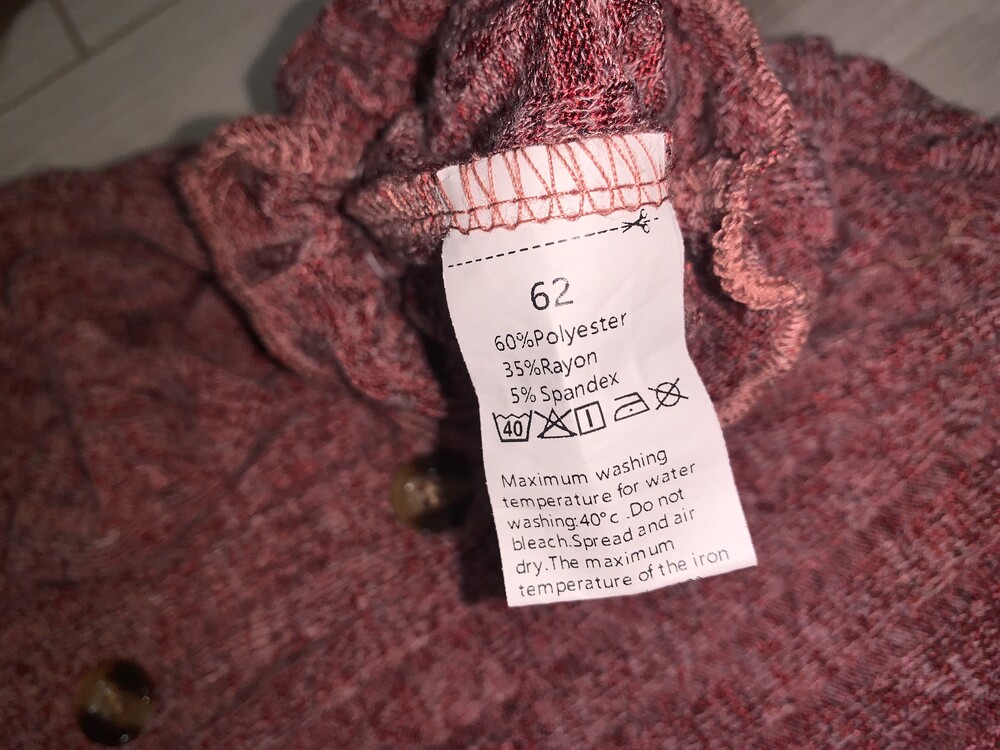 62
60%Polyester
35%Rayon
5% Spandex
40
Maximum washing
temperature for water
washing:40°c .Do not
bleach.Spread and air
dry.The maximum
temperature of the iron